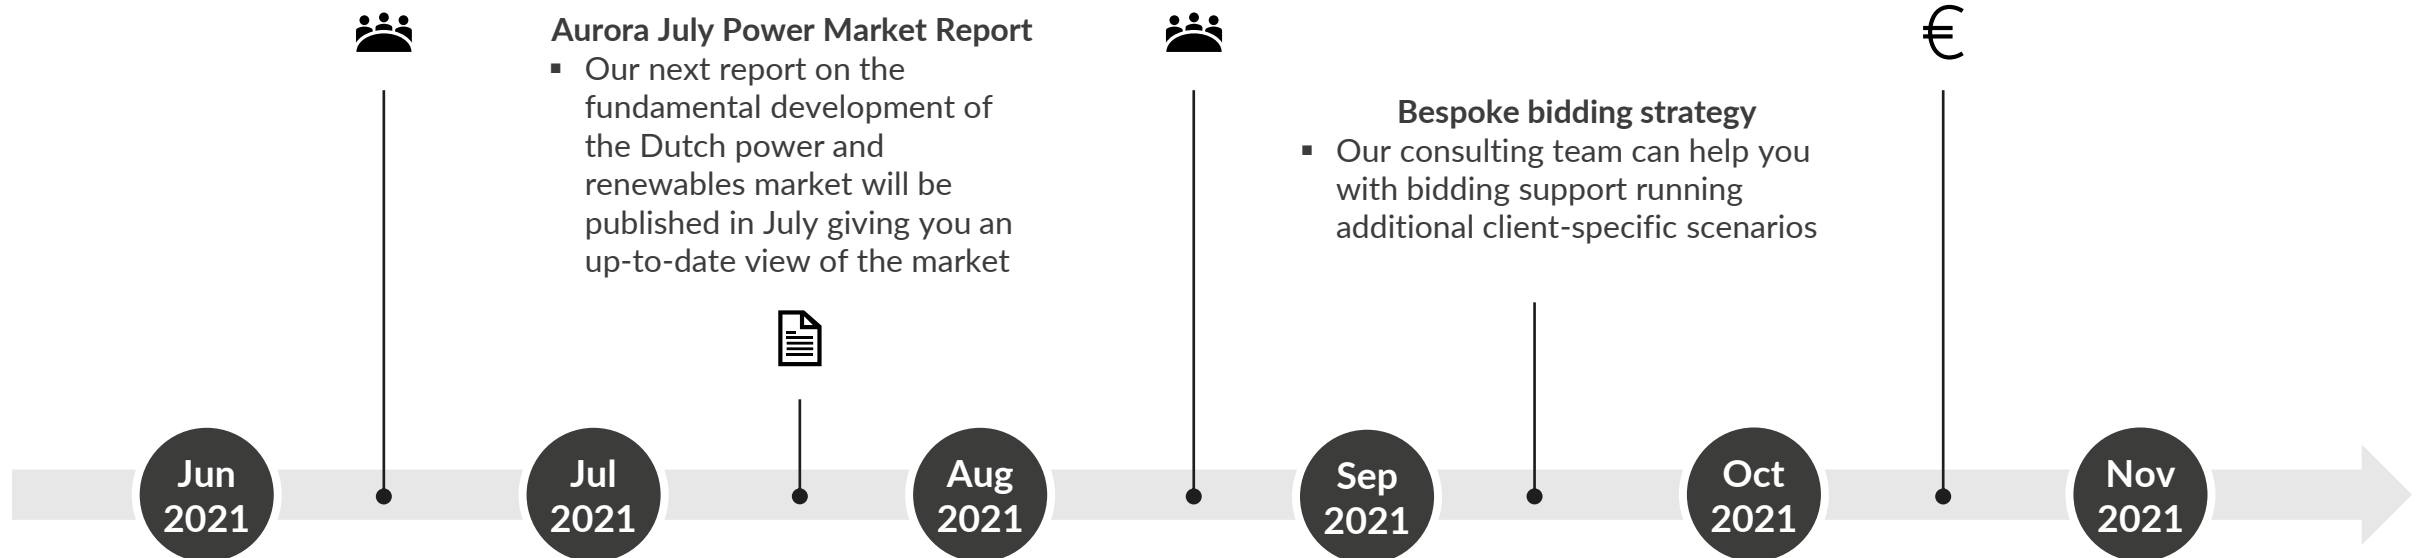 Aurora July Power Market Report
▪ Our next report on the
fundamental development of
the Dutch power and
renewables market will be
published in July giving you an
up-to-date view of the market
€
Bespoke bidding strategy
▪ Our consulting team can help you
with bidding support running
additional client-specific scenarios
Jun
2021
Jul
2021
Aug
2021
Sep
2021
Oct
2021
Nov
2021